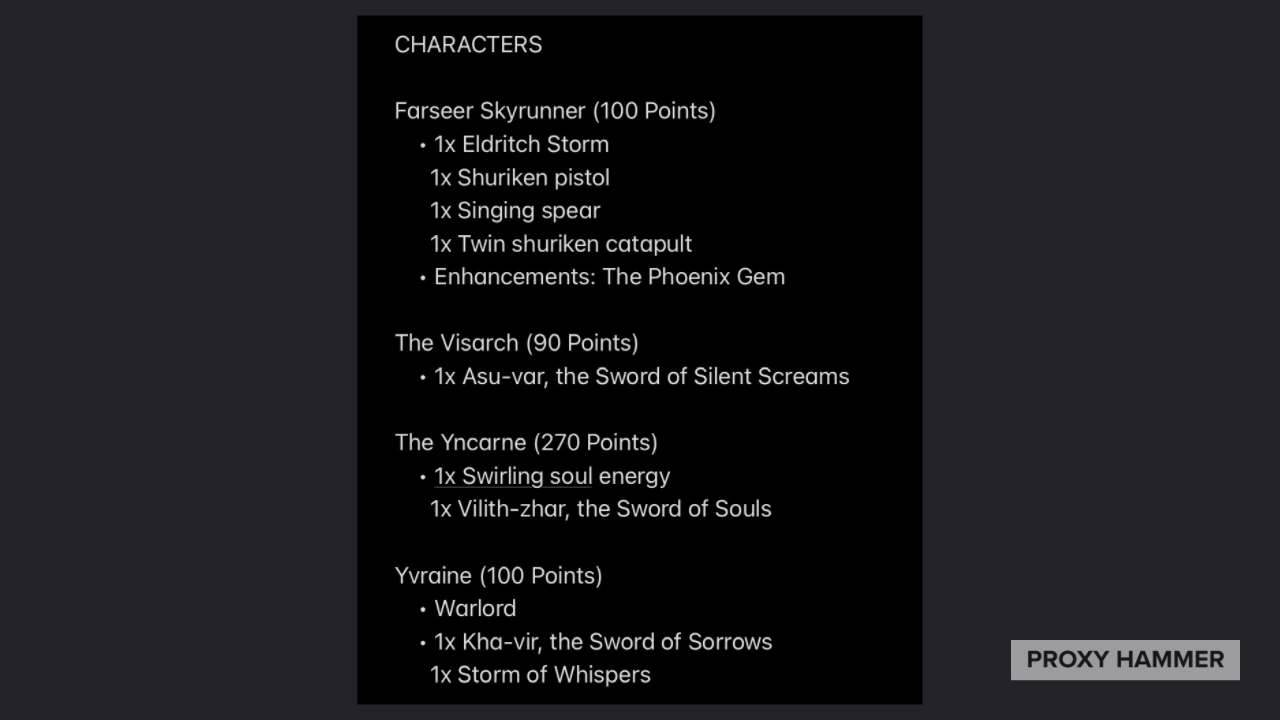 CHARACTERS
Farseer Skyrunner (100 Points)
• 1x Eldritch Storm
1x Shuriken pistol
1x Singing spear
1x Twin shuriken catapult
• Enhancements: The Phoenix Gem
The Visarch (90 Points)
• 1x Asu-var, the Sword of Silent Screams
The Yncarne (270 Points)
• 1x Swirling soul energy
1x Vilith-zhar, the Sword of Souls
Yvraine (100 Points)
• Warlord
• 1x Kha-vir, the Sword of Sorrows
1x Storm of Whispers
PROXY HAMMER